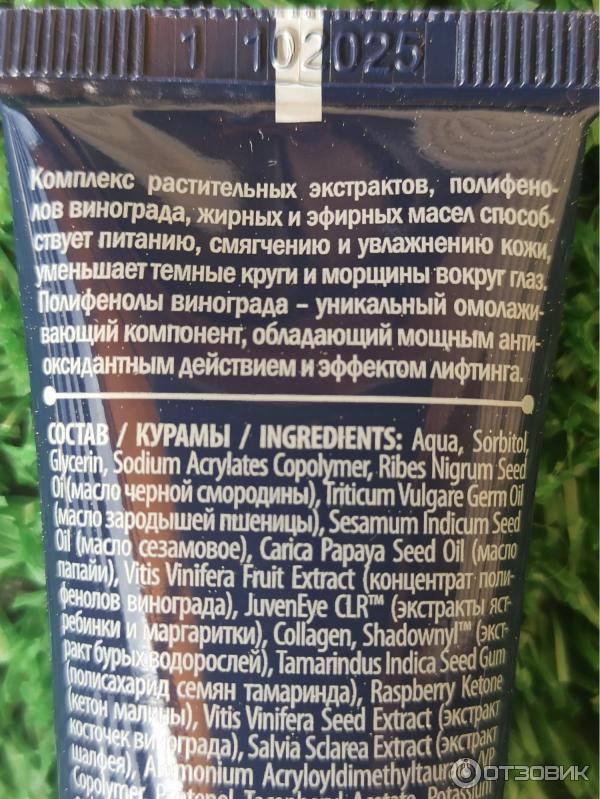 1 102025
Комплекс растительных экстрактов, полифено-
лов винограда, жирных и эфирных масел способ-
ствует питанию, смягчению и увлажнению кожи,
уменьшает темные круги и морщины вокруг глаз.
Полифенолы винограда – уникальный омолажи-
вающий компонент, обладающий мощным анти-
оксидантным действием и эффектом лифтинга.
СОСТАВ / КУРАМЫ / INGREDIENTS: Aqua, Sorbitol,
Glycerin, Sodium Acrylates Copolymer, Ribes Nigrum Seed
Oil (масло черной смородины), Triticum Vulgare Germ Oil
(масло зародышей пшеницы), Sesamum Indicum Seed
Oil (масло сезамовое), Carica Papaya Seed Oil (масло
папайи), Vitis Vinifera Fruit Extract (концентрат поли-
фенолов винограда), JuvenEye CLR™ (экстракты яст-
ребинки и маргаритки), Collagen, Shadownyl™ (экст-
ракт бурых водорослей), Tamarindus Indica Seed Gum
(полисахарид семян тамаринда), Raspberry Ketone
(кетон малины), Vitis Vinifera Seed Extract (экстракт
косточек винограда), Salvia Sclarea Extract (экстракт
шалфея), Ammonium Acryloyldimethyltaurate/VP
Copolymer, Pantenol, Tocopherol Acetate, Potassium
ОТЗОВИК